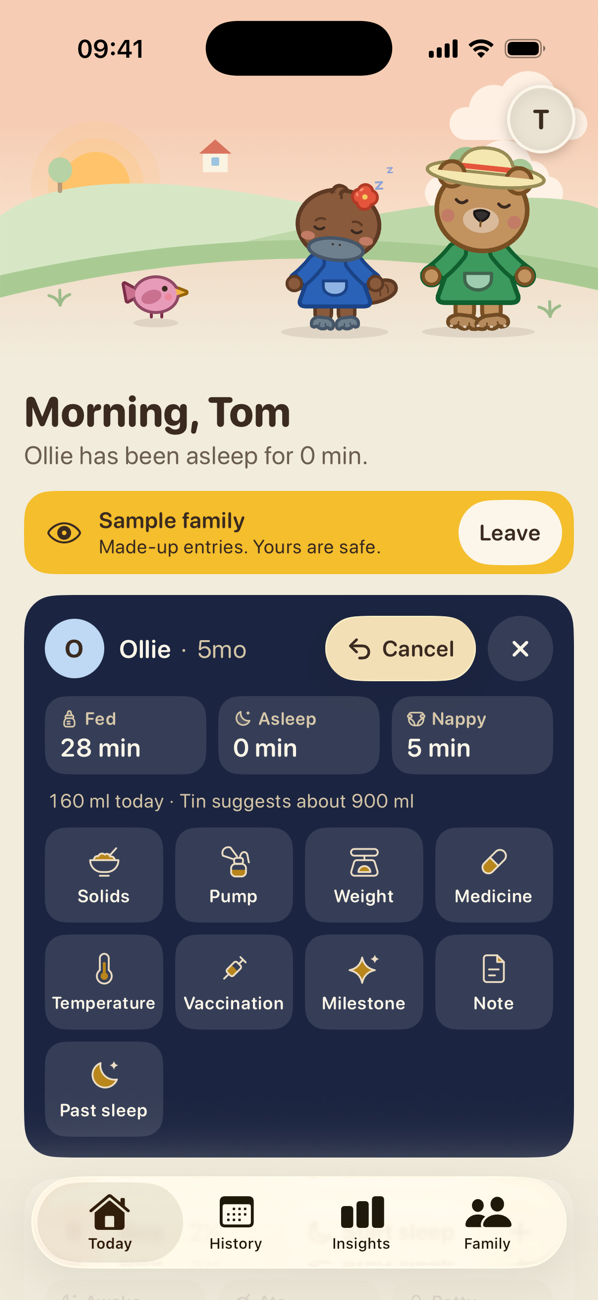 09:41
T
z
z
Morning, Tom
Ollie has been asleep for 0 min.
Sample family
Made-up entries. Yours are safe.
Leave
O
Ollie · 5mo
Cancel
Fed
28 min
Asleep
0 min
Nappy
5 min
160 ml today · Tin suggests about 900 ml
Solids
Pump
Weight
Medicine
Temperature
Vaccination
Milestone
Note
Past sleep
Today
History
Insights
Family